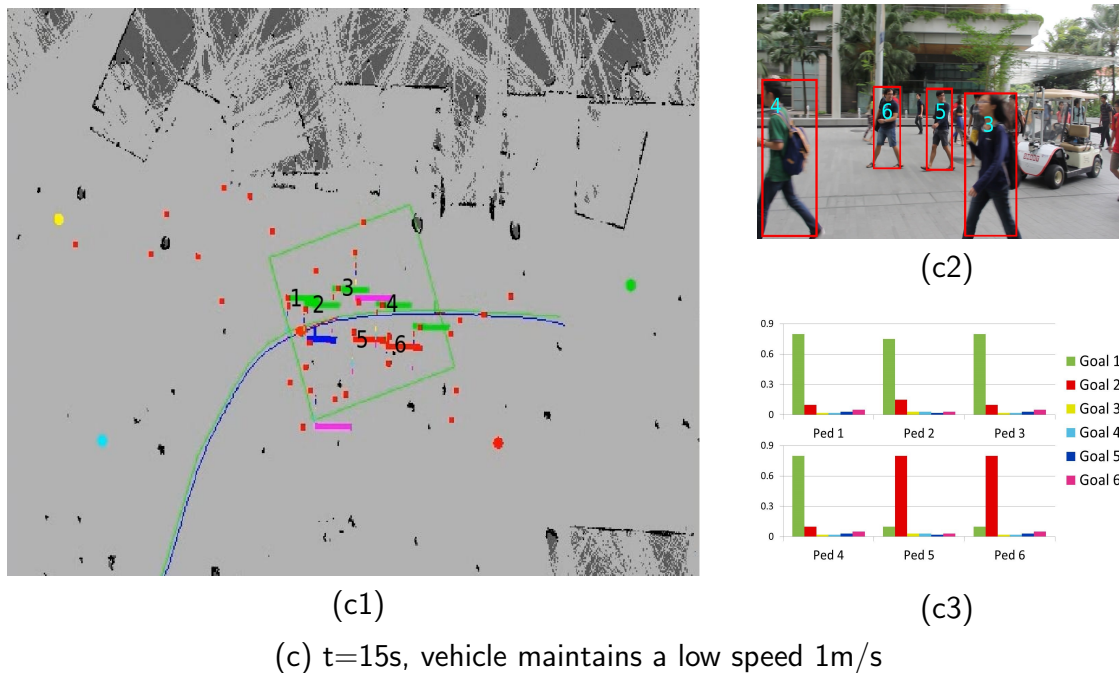 1
2
3
4
5
6
(c1)
4
6
5
3
(c2)
0.9
0.6
0.3
0
Ped 1 Ped 2 Ped 3
0.9
0.6
0.3
0
Ped 4 Ped 5 Ped 6
Goal 1
Goal 2
Goal 3
Goal 4
Goal 5
Goal 6
(c3)
(c) t=15s, vehicle maintains a low speed 1m/s